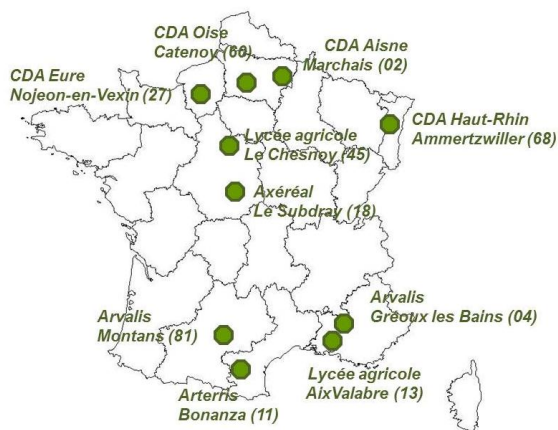 CDA Oise
Catenoy (60)
CDA Aisne
Marchais (02)
CDA Eure
Nojeon-en-Vexin (27)
CDA Haut-Rhin
Ammertzwiller (68)
Lycée agricole
Le Chesnoy (45)
Axéréal
Le Subdray (18)
Arvalis
Gréoux les Bains (04)
Arvalis
Montans (81)
Lycée agricole
AixValabre (13)
Arterris
Bonanza (11)